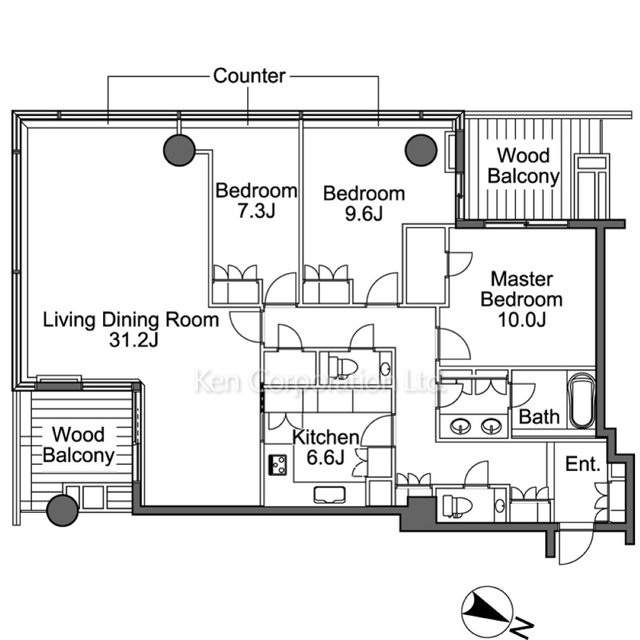 Counter
Wood
Balcony
Bedroom
7.3J
Bedroom
9.6J
Master
Bedroom
10.0J
Living Dining Room
31.2J
Ken Corporation Ltd.
Wood
Balcony
Kitchen
6.6J
Bath
Ent.
N